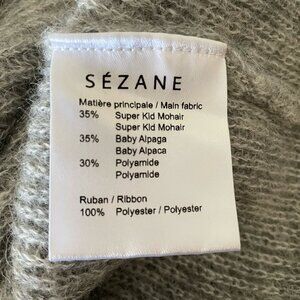 SÉZANE
Matière principale / Main fabric
35% Super Kid Mohair
Super Kid Mohair
35% Baby Alpaga
Baby Alpaca
30% Polyamide
Polyamide
Ruban / Ribbon
100% Polyester / Polyester